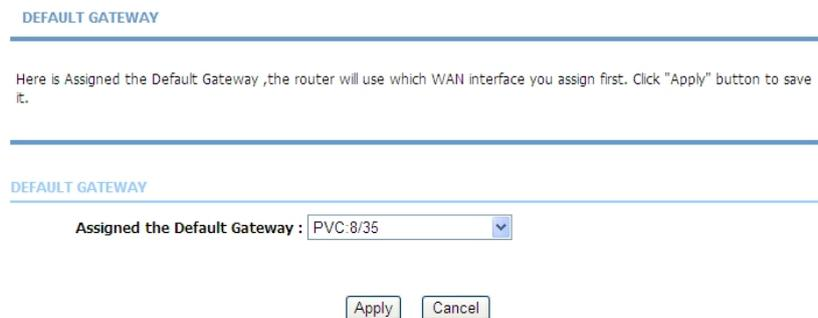 DEFAULT GATEWAY
Here is Assigned the Default Gateway ,the router will use which WAN interface you assign first. Click "Apply" button to save
it.
DEFAULT GATEWAY
Assigned the Default Gateway : PVC:8/35
Apply Cancel